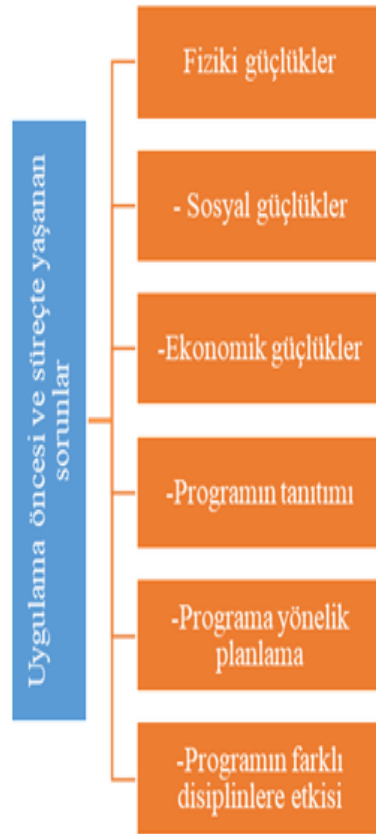 Uygulama öncesi ve süreçte yaşanan
sorunlar
Fiziki güçlükler
- Sosyal güçlükler
-Ekonomik güçlükler
-Programın tanıtımı
-Programa yönelik
planlama
-Programın farklı
disiplinlere etkisi